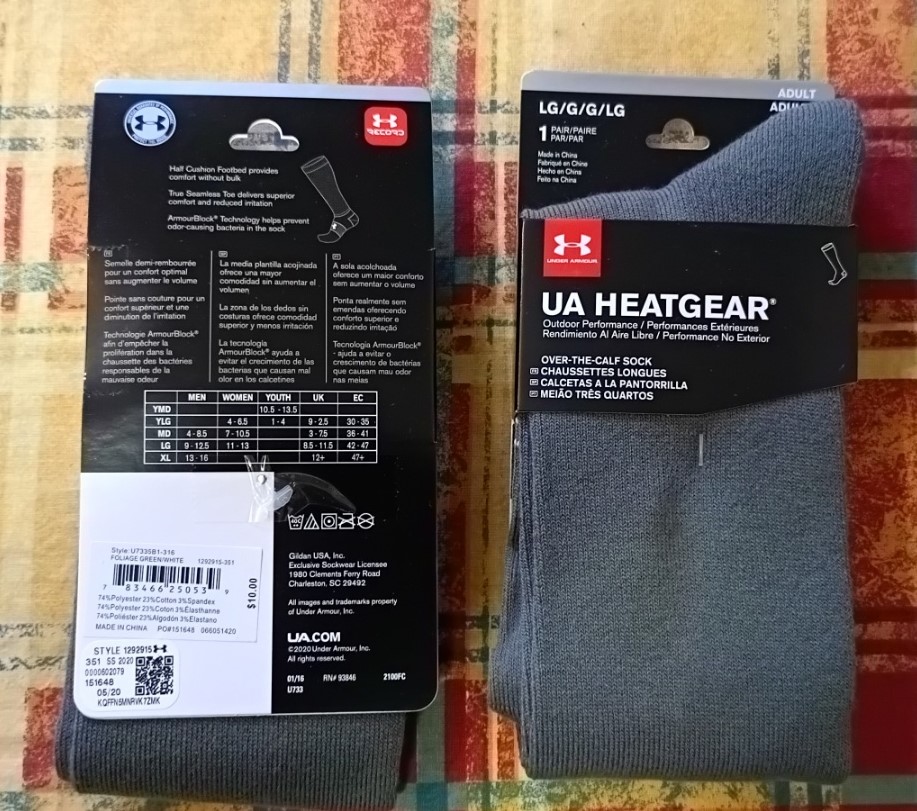 RECORD
Half Cushion Footbed provides
comfort without bulk
True Seamless Toe delivers superior
comfort and reduced irritation
ArmourBlock® Technology helps prevent
odor-causing bacteria in the sock
Semelle demi-rembourrée
pour un confort optimal
sans augmenter le volume
Pointe sans couture pour un
confort supérieur et une
diminution de l'irritation
Technologie ArmourBlock®
afin d'empêcher la
prolifération dans la
chaussette des bactéries
responsables de la
mauvaise odeur
La media plantilla acojinada
ofrece una mayor
comodidad sin aumentar el
volumen
La zona de los dedos sin
costuras ofrece comodidad
superior y menos irritación
La tecnología
ArmourBlock® ayuda a
evitar el crecimiento de las
bacterias que causan mal
olor en los calcetines
A sola acolchoada
oferece um maior conforto
sem aumentar o volume
Ponta realmente sem
emendas oferecendo
conforto superior e
reduzindo irritação
Tecnologia ArmourBlock®
- ajuda a evitar o
crescimento de bactérias
que causam mau odor
nas meias
MEN WOMEN YOUTH UK EC
YMD 10.5 - 13.5
YLG 4 - 6.5 1 - 4 9 - 2.5 30 - 35
MD 4 - 8.5 7 - 10.5 3 - 7.5 36 - 41
LG 9 - 12.5 11 - 13 8.5 - 11.5 42 - 47
XL 13 - 16 12+ 47+
40C
Style: U7335B1-316
FOLIAGE GREEN/WHITE 1292915-351
7 83466 25053 9
$10.00
74%Polyester 23%Cotton 3%Spandex
74%Polyester 23%Coton 3%Élasthanne
74%Poliéster 23%Algodón 3%Elastano
MADE IN CHINA PO#151648 066051420
STYLE 1292915
351 SS 2020
0000602079
151648
05/20
KQFFN5MNRVK7ZMK
Gildan USA, Inc.
Exclusive Sockwear Licensee
1980 Clements Ferry Road
Charleston, SC 29492
All images and trademarks property
of Under Armour, Inc.
UA.COM
©2020 Under Armour, Inc.
All rights reserved.
01/16 RN# 93846 2100FC
U733
ADULT
LG/G/G/LG
1 PAIR/PAIRE
PAR/PAR
Made in China
Fabriqué en Chine
Hecho en China
Feito na China
UNDER ARMOUR
UA HEATGEAR®
Outdoor Performance / Performances Extérieures
Rendimiento Al Aire Libre / Performance No Exterior
OVER-THE-CALF SOCK
CHAUSSETTES LONGUES
CALCETAS A LA PANTORRILLA
MEIÃO TRÊS QUARTOS